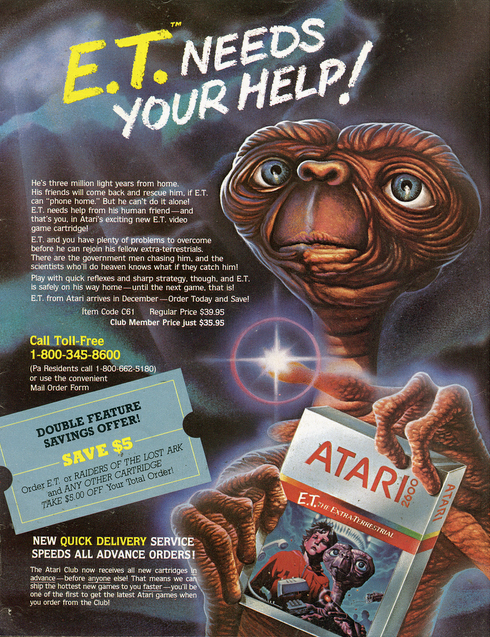 E.T.™ NEEDS
YOUR HELP!
He's three million light years from home.
His friends will come back and rescue him, if E.T.
can "phone home." But he can't do it alone!
E.T. needs help from his human friend—and
that's you, in Atari's exciting new E.T. video
game cartridge!
E.T. and you have plenty of problems to overcome
before he can rejoin his fellow extra-terrestrials.
There are the government men chasing him, and the
scientists who'll do heaven knows what if they catch him!
Play with quick reflexes and sharp strategy, though, and E.T.
is safely on his way home—until the next game, that is!
E.T. from Atari arrives in December—Order Today and Save!
Item Code C61 Regular Price $39.95
Club Member Price just $35.95
Call Toll-Free
1-800-345-8600
(Pa Residents call 1-800-662-5180)
or use the convenient
Mail Order Form
DOUBLE FEATURE
SAVINGS OFFER!
SAVE $5
Order E.T. or RAIDERS OF THE LOST ARK
and ANY OTHER CARTRIDGE
TAKE $5.00 OFF Your Total Order!
NEW QUICK DELIVERY SERVICE
SPEEDS ALL ADVANCE ORDERS!
The Atari Club now receives all new cartridges in
advance—before anyone else! That means we can
ship the hottest new games to you faster—you'll be
one of the first to get the latest Atari games when
you order from the Club!
ATARI 2600
E.T. THE EXTRA-TERRESTRIAL
ATARI